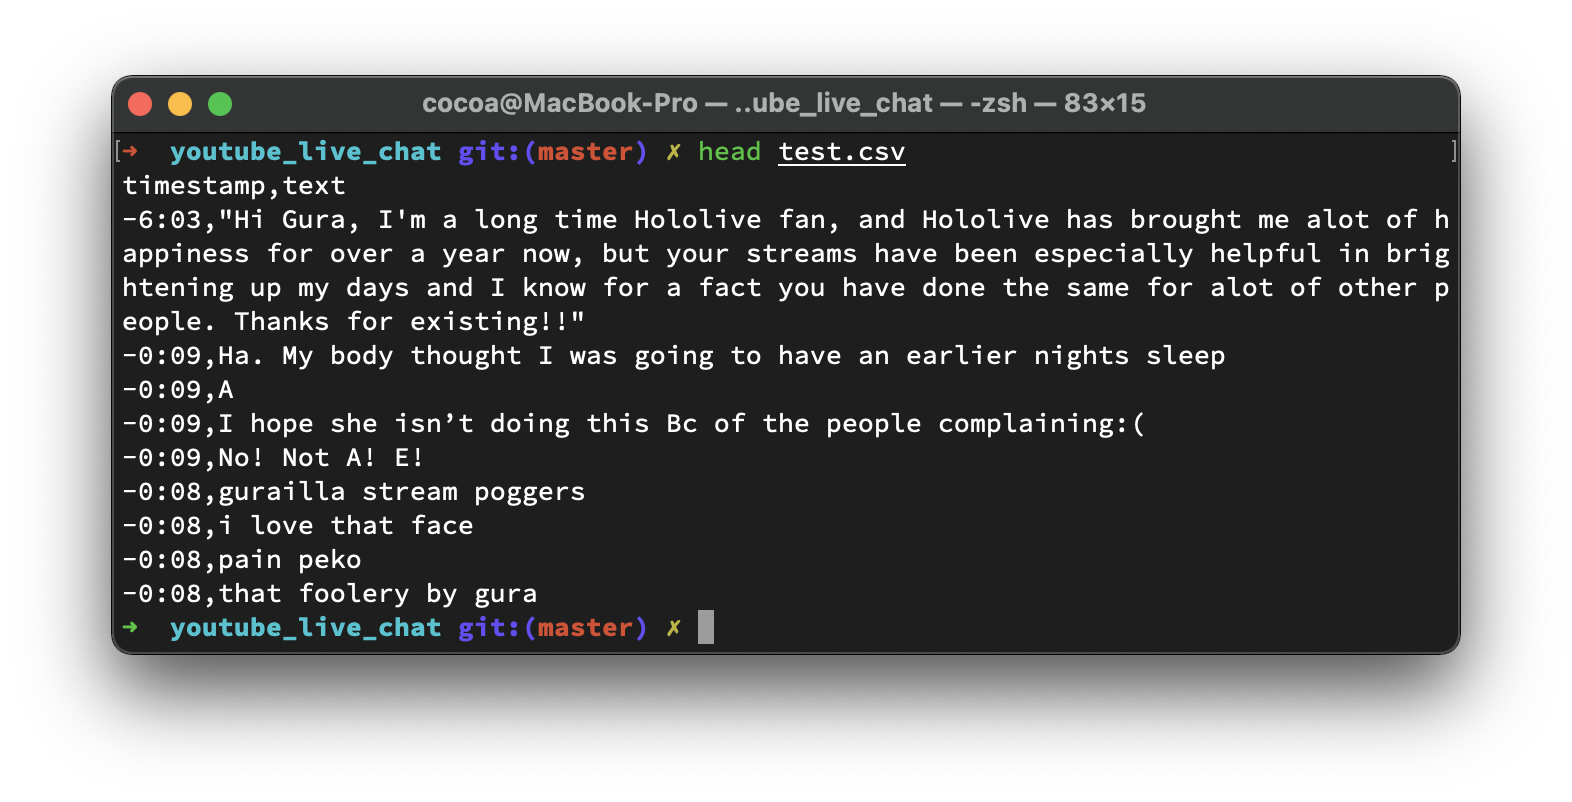 cocoa@MacBook-Pro — ..ube_live_chat — -zsh — 83×15
[➜  youtube_live_chat git:(master) ✗ head test.csv ]
timestamp,text
-6:03,"Hi Gura, I'm a long time Hololive fan, and Hololive has brought me alot of h
appiness for over a year now, but your streams have been especially helpful in brig
htening up my days and I know for a fact you have done the same for alot of other p
eople. Thanks for existing!!"
-0:09,Ha. My body thought I was going to have an earlier nights sleep
-0:09,A
-0:09,I hope she isn’t doing this Bc of the people complaining:(
-0:09,No! Not A! E!
-0:08,gurailla stream poggers
-0:08,i love that face
-0:08,pain peko
-0:08,that foolery by gura
➜  youtube_live_chat git:(master) ✗